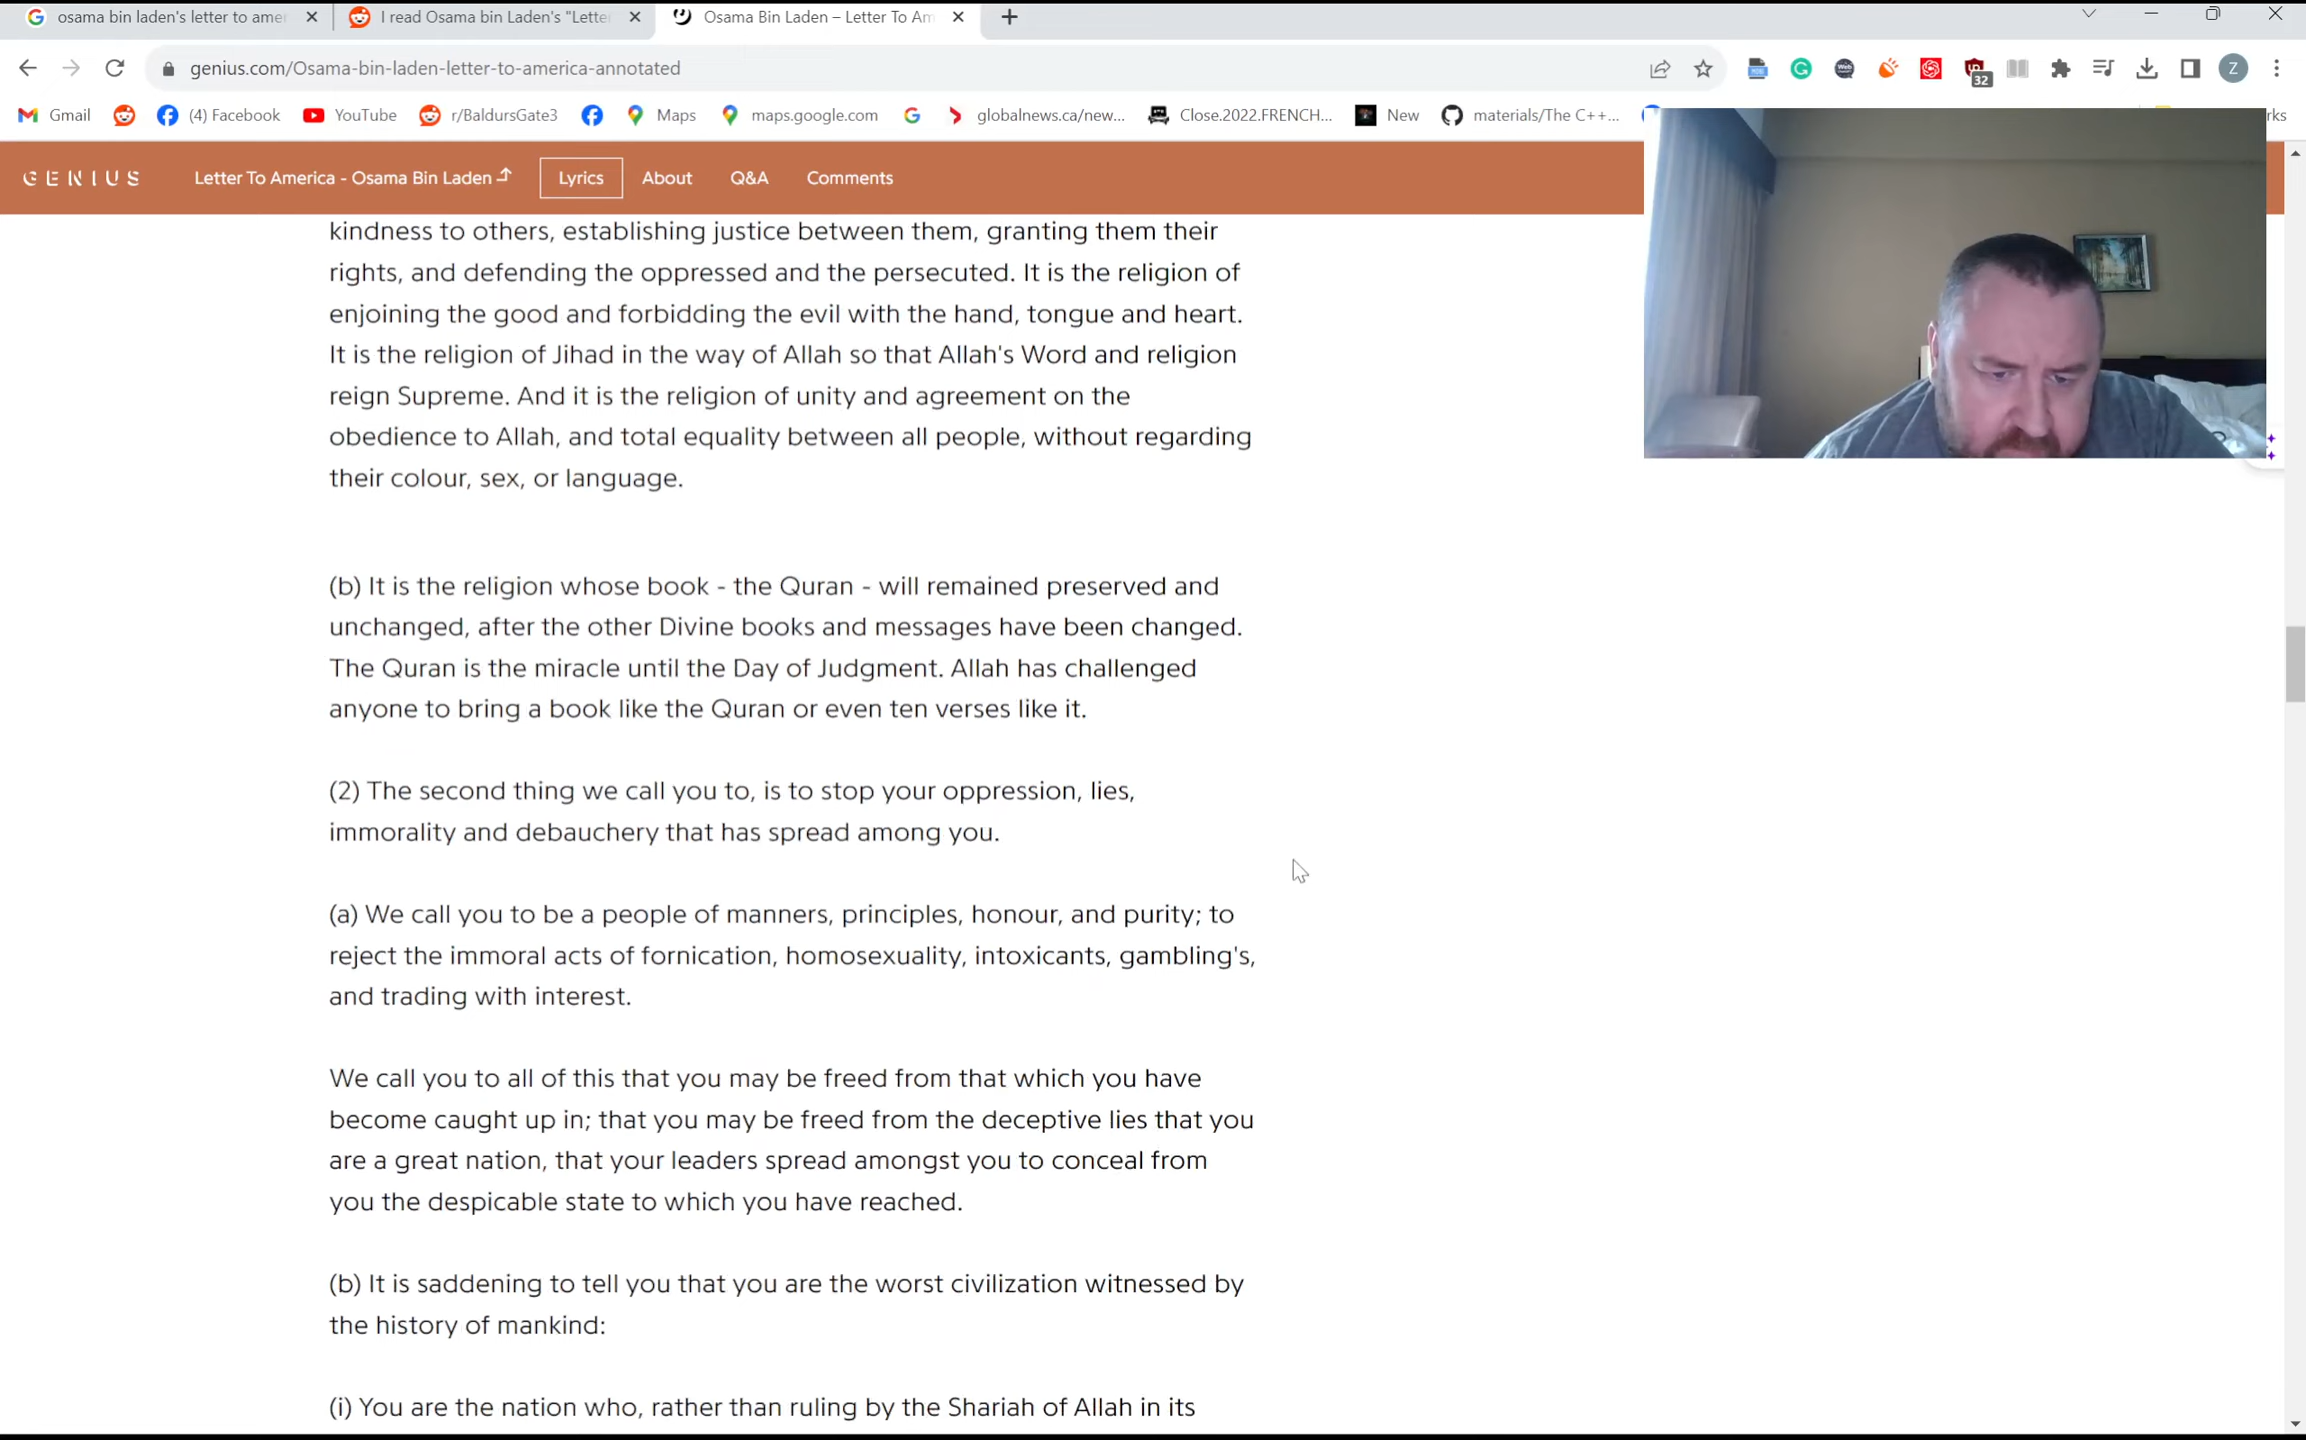 osama bin laden's letter to amer
I read Osama bin Laden's "Letter
Osama Bin Laden – Letter To Am
genius.com/Osama-bin-laden-letter-to-america-annotated
32
Z
Gmail
(4) Facebook
YouTube
r/BaldursGate3
Maps
maps.google.com
globalnews.ca/new...
Close.2022.FRENCH...
New
materials/The C++...
rks
GENIUS
Letter To America - Osama Bin Laden
Lyrics
About
Q&A
Comments
kindness to others, establishing justice between them, granting them their
rights, and defending the oppressed and the persecuted. It is the religion of
enjoining the good and forbidding the evil with the hand, tongue and heart.
It is the religion of Jihad in the way of Allah so that Allah's Word and religion
reign Supreme. And it is the religion of unity and agreement on the
obedience to Allah, and total equality between all people, without regarding
their colour, sex, or language.
(b) It is the religion whose book - the Quran - will remained preserved and
unchanged, after the other Divine books and messages have been changed.
The Quran is the miracle until the Day of Judgment. Allah has challenged
anyone to bring a book like the Quran or even ten verses like it.
(2) The second thing we call you to, is to stop your oppression, lies,
immorality and debauchery that has spread among you.
(a) We call you to be a people of manners, principles, honour, and purity; to
reject the immoral acts of fornication, homosexuality, intoxicants, gambling's,
and trading with interest.
We call you to all of this that you may be freed from that which you have
become caught up in; that you may be freed from the deceptive lies that you
are a great nation, that your leaders spread amongst you to conceal from
you the despicable state to which you have reached.
(b) It is saddening to tell you that you are the worst civilization witnessed by
the history of mankind:
(i) You are the nation who, rather than ruling by the Shariah of Allah in its